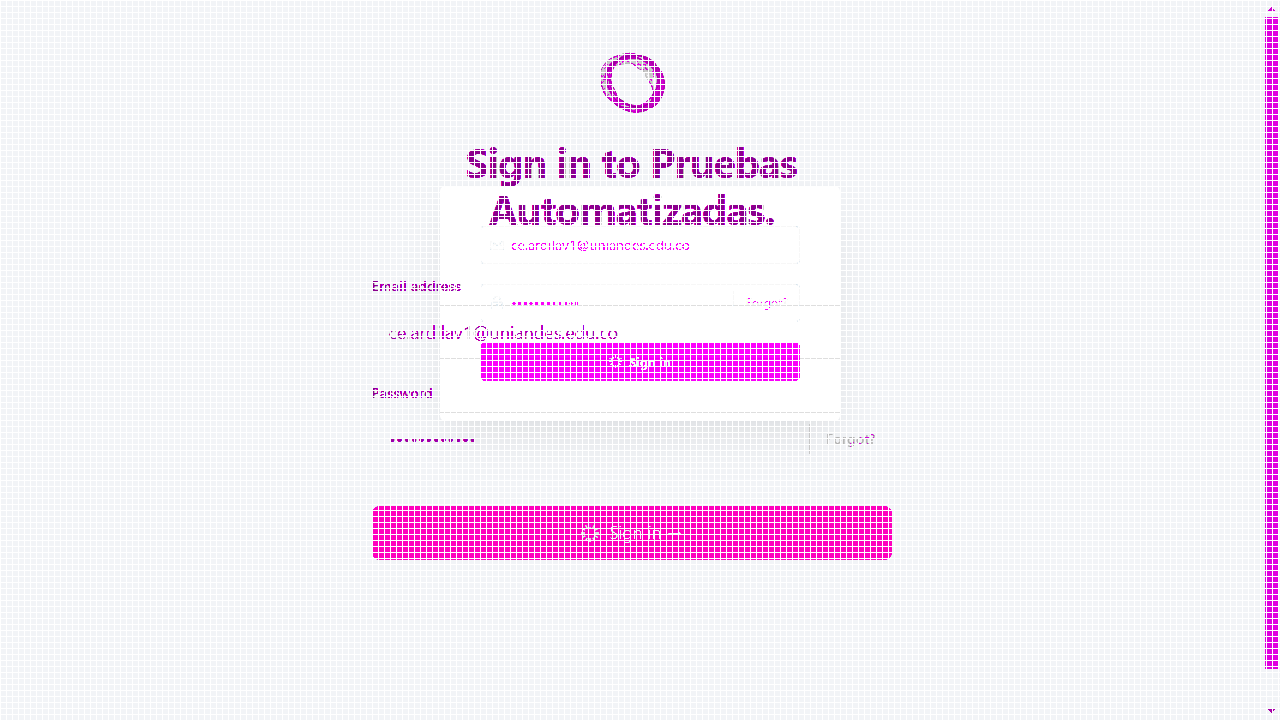 Sign in to Pruebas
Automatizadas.
ce.ardilav1@uniandes.edu.co
Email address
Forgot?
ce.ardilav1@uniandes.edu.co
Sign in
Password
Forgot?
Sign in →